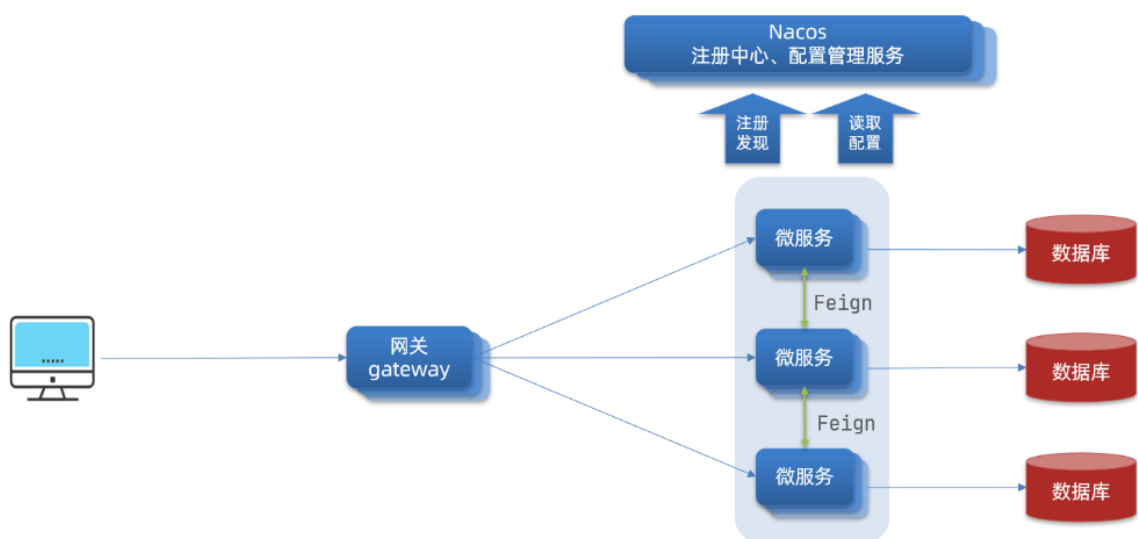 Nacos
注册中心、配置管理服务
注册
发现
读取
配置
微服务
数据库
Feign
网关
gateway
微服务
数据库
Feign
微服务
数据库